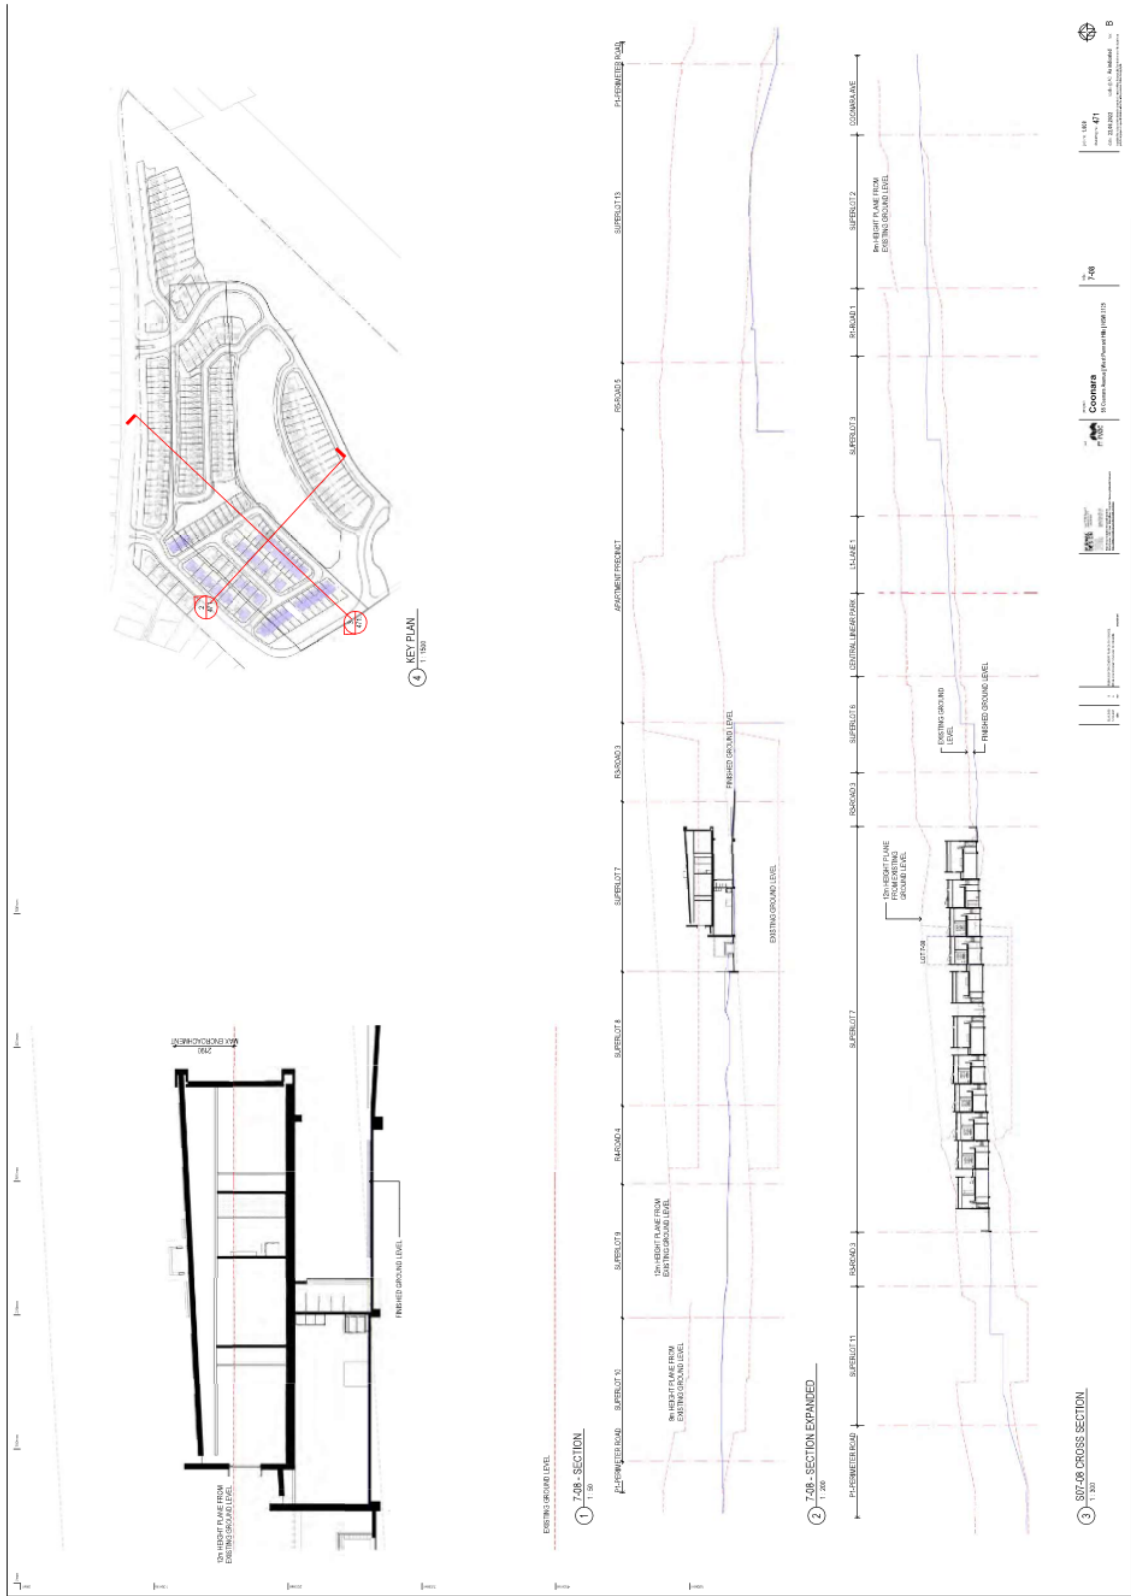 KEY PLAN
1 : 1500
4
MAX ENCROACHMENT
2190
FINISHED GROUND LEVEL
12m HEIGHT PLANE FROM
EXISTING GROUND LEVEL
EXISTING GROUND LEVEL
1
7-08 - SECTION
1 : 50
P1-PERIMETER ROAD
SUPERLOT 10
SUPERLOT 9
R4-ROAD 4
SUPERLOT 8
SUPERLOT 7
R3-ROAD 3
APARTMENT PRECINCT
R5-ROAD 5
SUPERLOT 13
P1-PERIMETER ROAD
9m HEIGHT PLANE FROM
EXISTING GROUND LEVEL
12m HEIGHT PLANE FROM
EXISTING GROUND LEVEL
FINISHED GROUND LEVEL
EXISTING GROUND LEVEL
2
7-08 - SECTION EXPANDED
1 : 200
P1-PERIMETER ROAD
SUPERLOT 11
R3-ROAD 3
SUPERLOT 7
R3-ROAD 3
SUPERLOT 6
CENTRAL LINEAR PARK
L1-LANE 1
SUPERLOT 3
R1-ROAD 1
SUPERLOT 2
COONARA AVE
12m HEIGHT PLANE
FROM EXISTING
GROUND LEVEL
LOT 7-08
EXISTING GROUND
LEVEL
FINISHED GROUND LEVEL
9m HEIGHT PLANE FROM
EXISTING GROUND LEVEL
3
S07-08 CROSS SECTION
1 : 300
Coonara
7-08
471
B